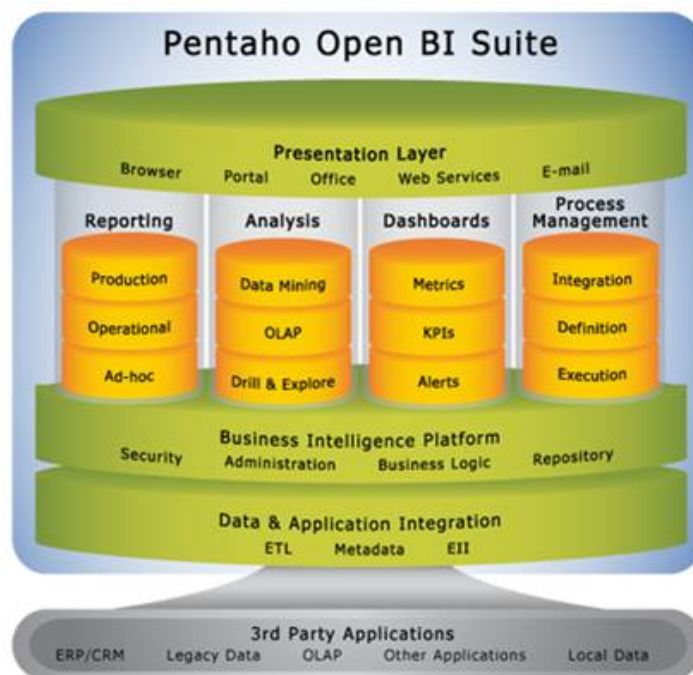 Pentaho Open BI Suite
Presentation Layer
Browser Portal Office Web Services E-mail
Reporting Analysis Dashboards Process Management
Production Data Mining Metrics Integration
Operational OLAP KPIs Definition
Ad-hoc Drill & Explore Alerts Execution
Business Intelligence Platform
Security Administration Business Logic Repository
Data & Application Integration
ETL Metadata EII
3rd Party Applications
ERP/CRM Legacy Data OLAP Other Applications Local Data